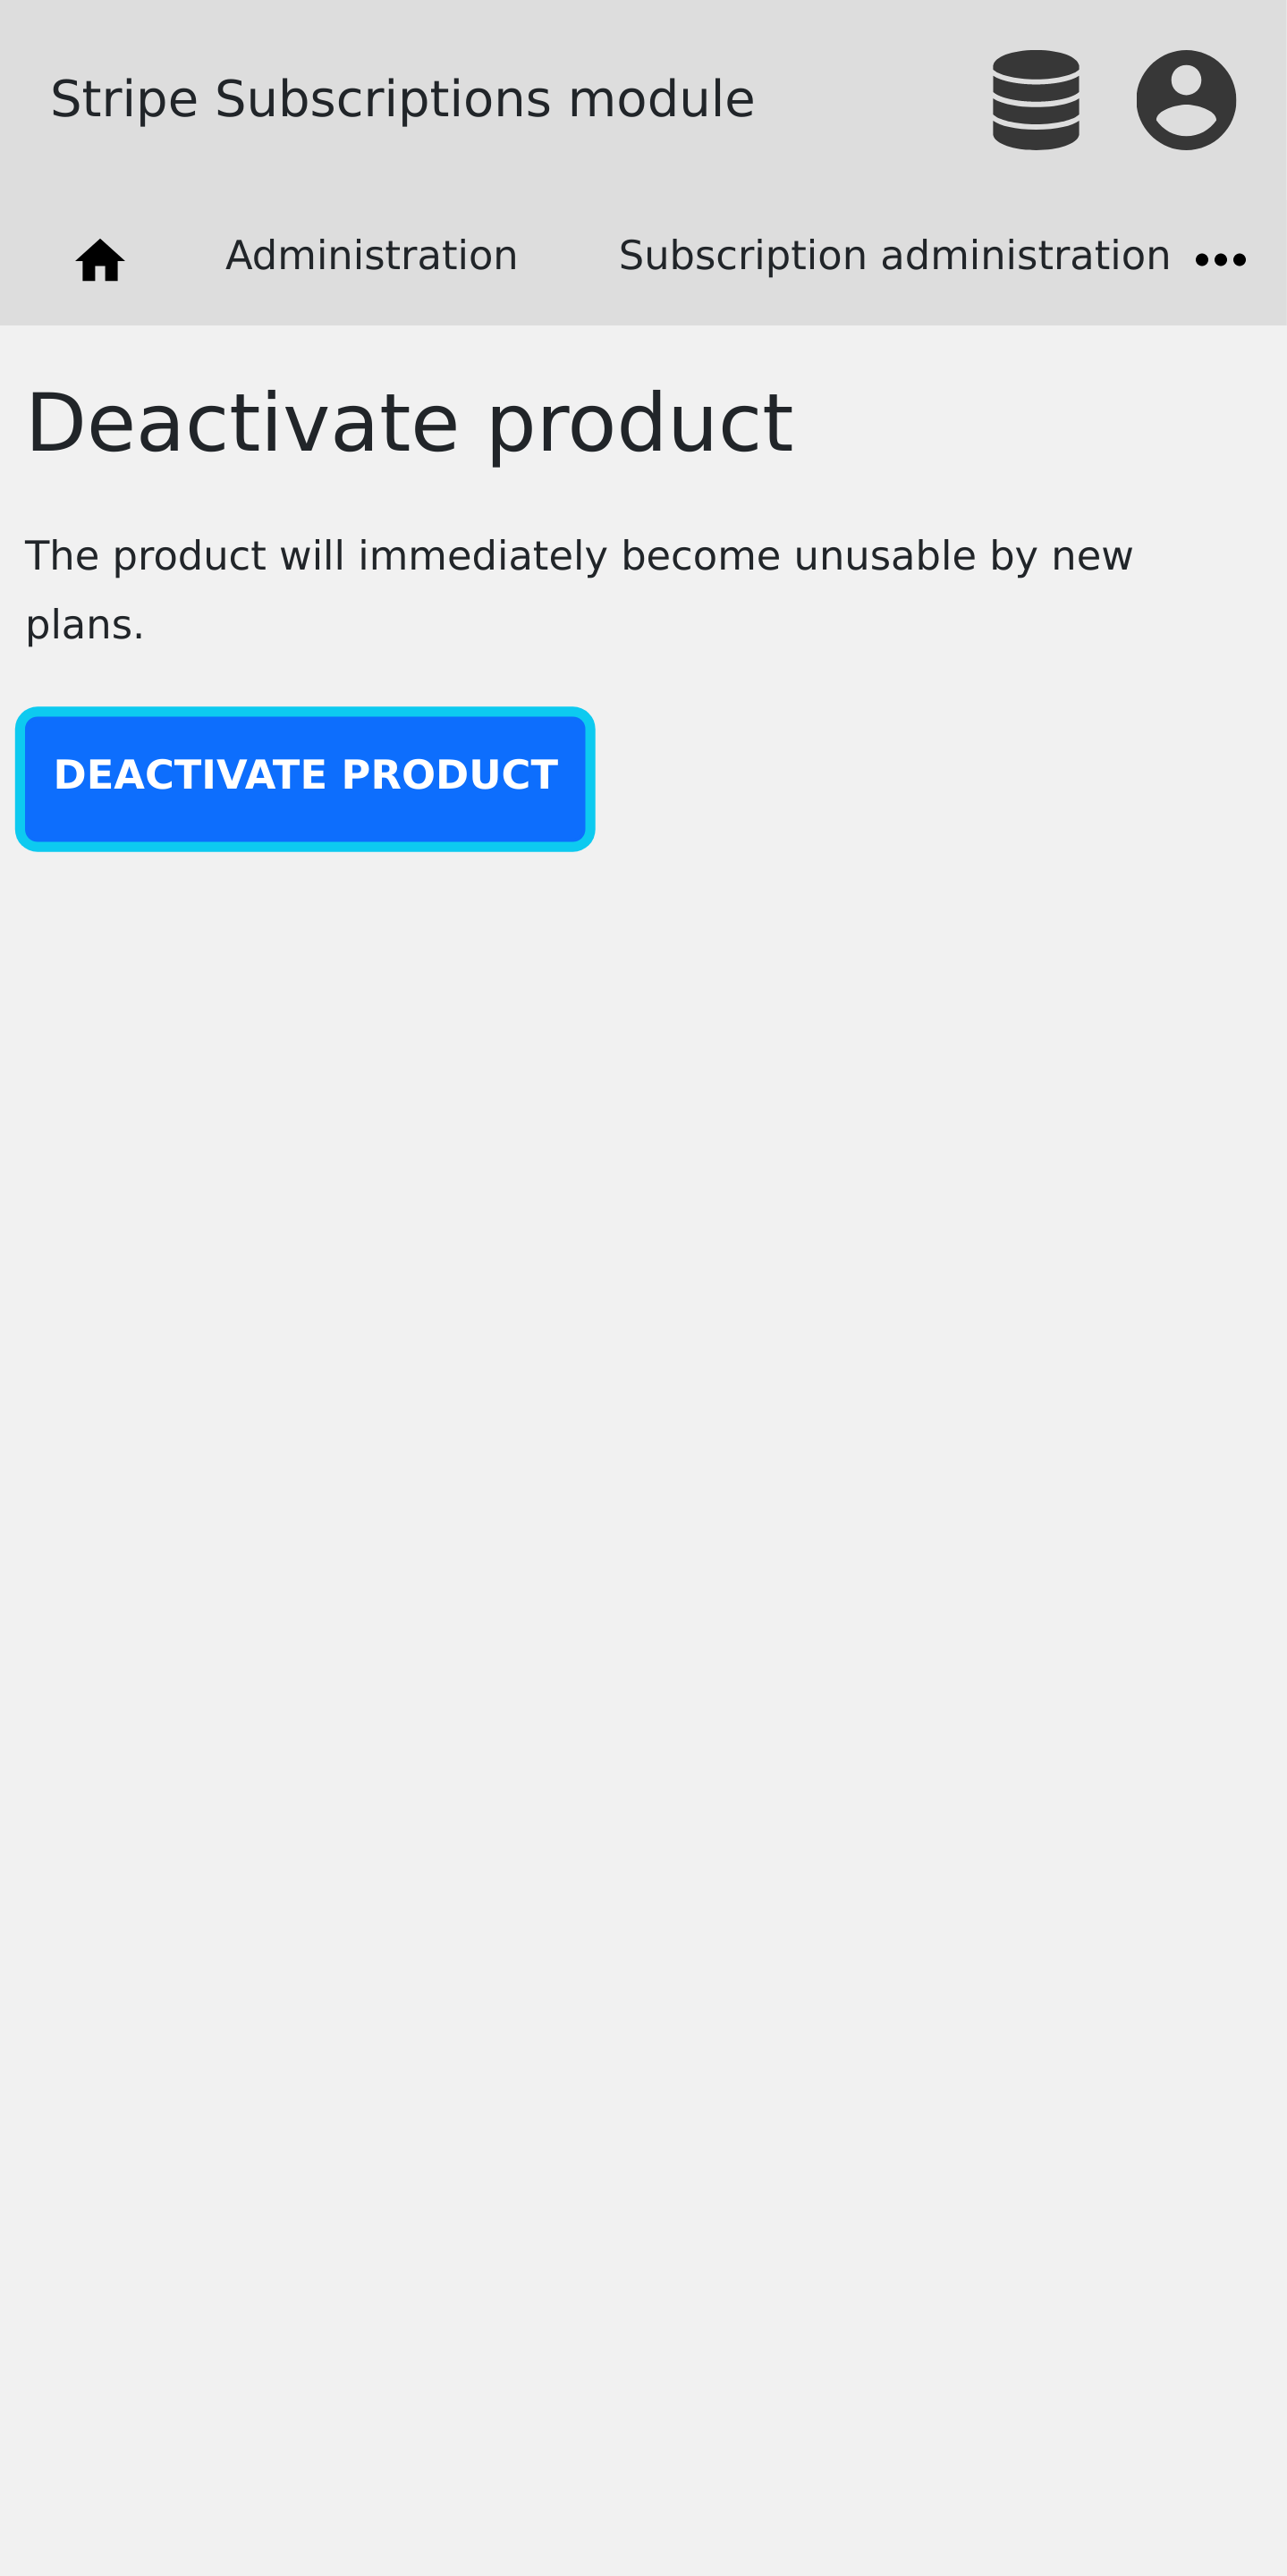 Stripe Subscriptions module
Administration
Subscription administration
Deactivate product
The product will immediately become unusable by new
plans.
DEACTIVATE PRODUCT